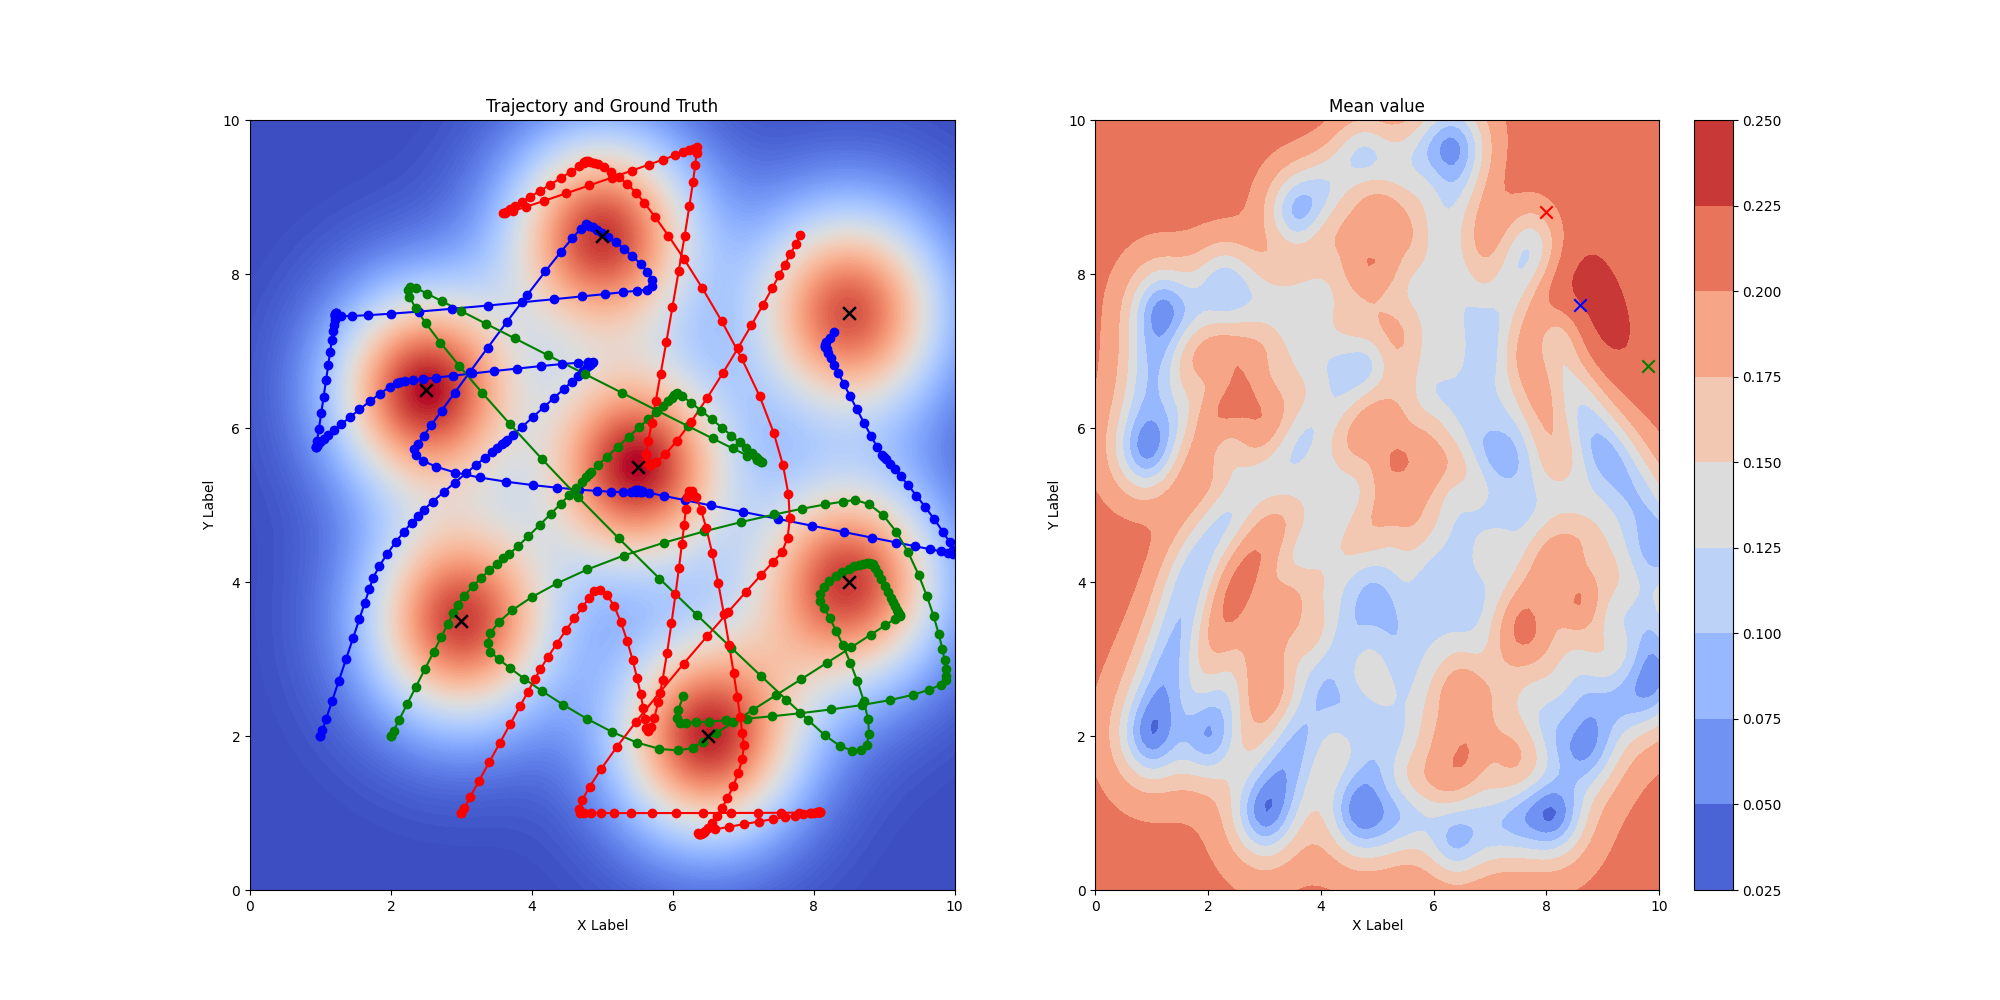 Trajectory and Ground Truth
10
8
6
4
2
0
Y Label
0 2 4 6 8 10
X Label
Mean value
10
8
6
4
2
0
Y Label
0 2 4 6 8 10
X Label
0.250
0.225
0.200
0.175
0.150
0.125
0.100
0.075
0.050
0.025